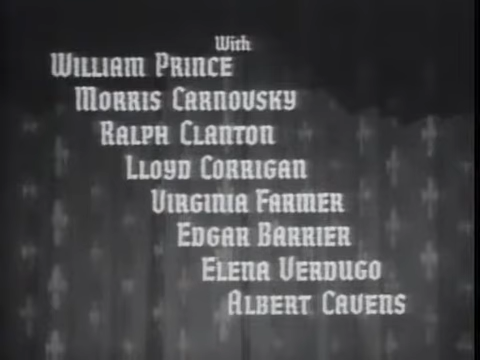 With
William Prince
Morris Carnovsky
Ralph Clanton
Lloyd Corrigan
Virginia Farmer
Edgar Barrier
Elena Verdugo
Albert Cavens